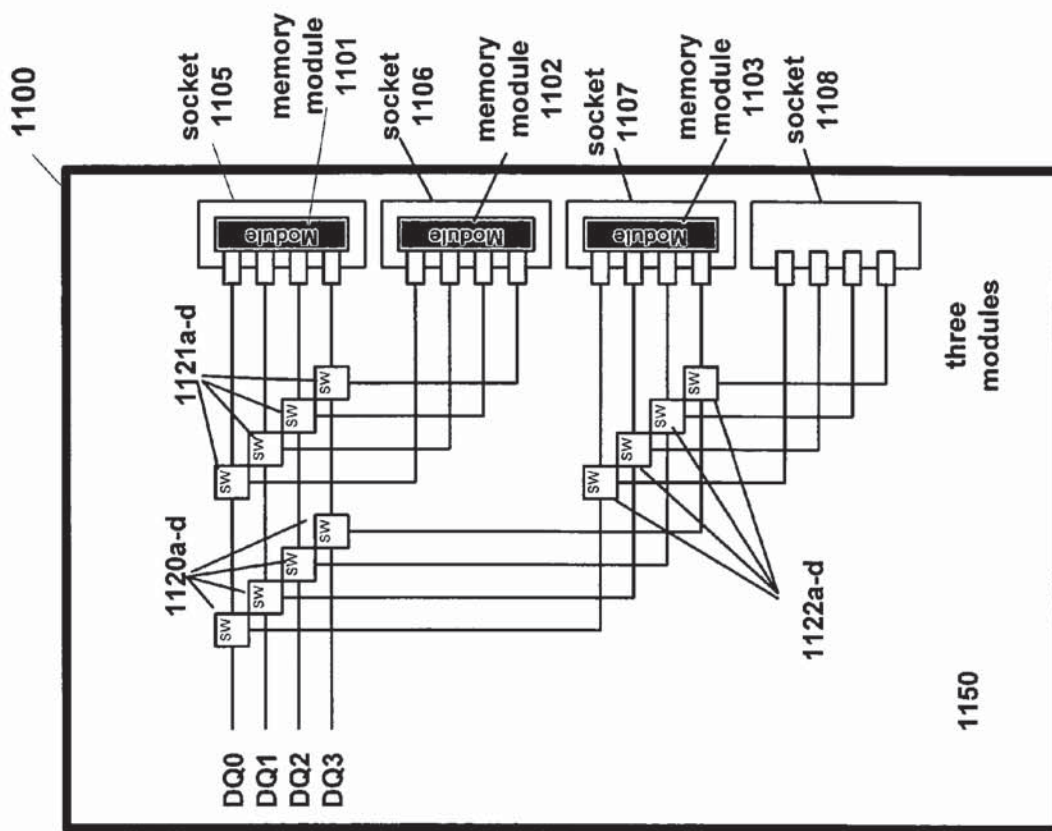 1100
socket
1105
memory
module
1101
socket
1106
memory
module
1102
socket
1107
memory
module
1103
socket
1108
Module
Module
Module
1121a-d
SW
SW
SW
SW
1120a-d
SW
SW
SW
SW
SW
SW
SW
SW
1122a-d
three
modules
DQ0
DQ1
DQ2
DQ3
1150